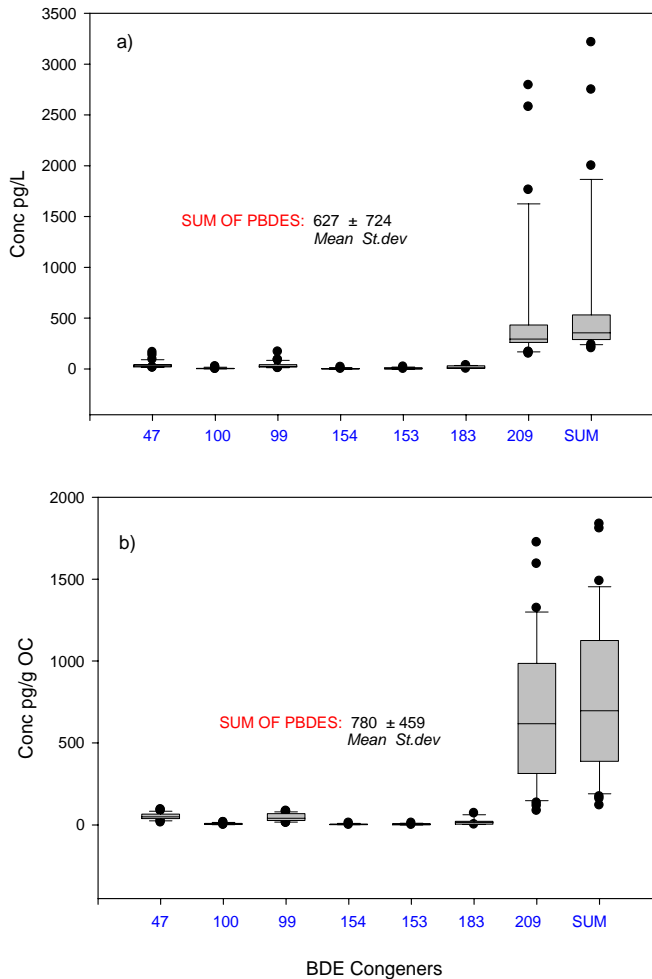 3500
a)
3000
2500
2000
1500
1000
500
0
Conc pg/L
SUM OF PBDES: 627 ± 724
Mean St.dev
47 100 99 154 153 183 209 SUM
2000
b)
1500
1000
500
0
Conc pg/g OC
SUM OF PBDES: 780 ± 459
Mean St.dev
47 100 99 154 153 183 209 SUM
BDE Congeners